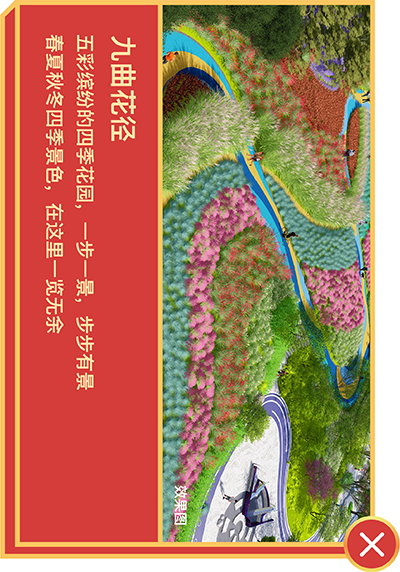 九曲花径
五彩缤纷的四季花园，一步一景，步步有景
春夏秋冬四季景色，在这里一览无余
效果图